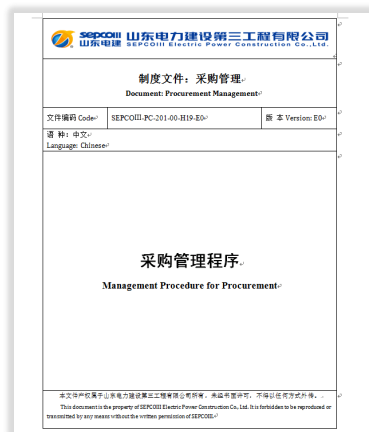 SEPCOIII 山东电力建设第三工程有限公司
山东电建 SEPCOIII Electric Power Construction Co., Ltd.
制度文件：采购管理
Document: Procurement Management
文件编码 Code
SEPCOIII-PC-201-00-H19-E0
版 本 Version: E0
语 种：中文
Language: Chinese
采购管理程序
Management Procedure for Procurement
本文件产权属于山东电力建设第三工程有限公司所有，未经书面许可，不得以任何方式外传。
This document is the property of SEPCOIII Electric Power Construction Co., Ltd. It is forbidden to be reproduced or
transmitted by any means without the written permission of SEPCOIII.